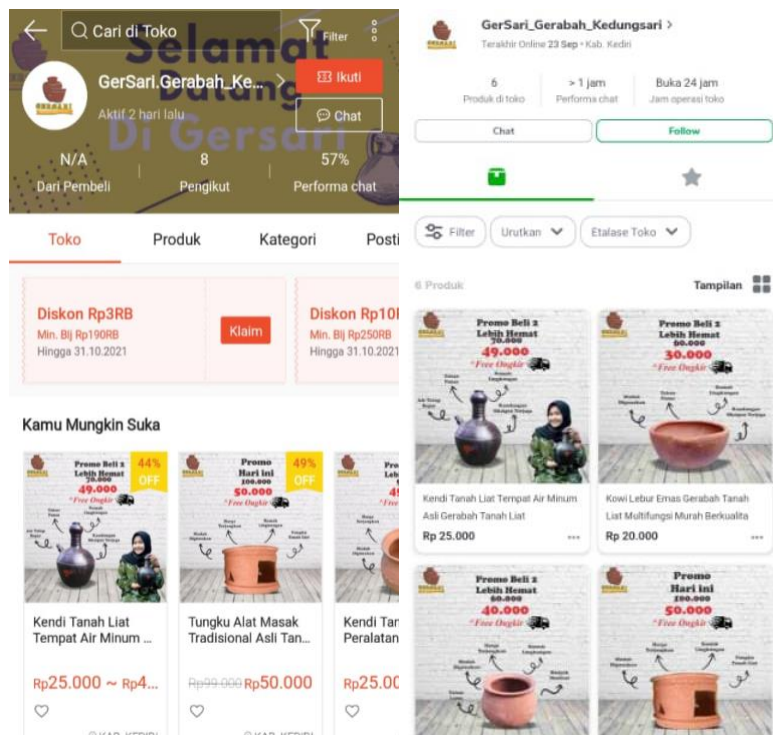 Cari di Toko
Filter
Selamat
Datang
Di Gersari
GerSari.Gerabah_Ke...
Ikuti
Aktif 2 hari lalu
Chat
N/A
Dari Pembeli
8
Pengikut
57%
Performa chat
Toko
Produk
Kategori
Posti
Diskon Rp3RB
Min. Blj Rp190RB
Hingga 31.10.2021
Klaim
Diskon Rp10
Min. Blj Rp250RB
Hingga 31.10.2021
Kamu Mungkin Suka
Promo Beli 2
Lebih Hemat
70.000
49.000
*Free Ongkir
44%
OFF
Kendi Tanah Liat
Tempat Air Minum ...
Rp25.000 ~ Rp4...
Promo
Hari ini
100.000
50.000
*Free Ongkir
49%
OFF
Tungku Alat Masak
Tradisional Asli Tan...
Rp99.000 Rp50.000
Kendi Tan
Peralatan
Rp25.00
GerSari_Gerabah_Kedungsari
Terakhir Online 23 Sep • Kab. Kediri
6
Produk di toko
> 1 jam
Performa chat
Buka 24 jam
Jam operasi toko
Chat
Follow
Filter
Urutkan
Etalase Toko
6 Produk
Tampilan
Promo Beli 2
Lebih Hemat
70.000
49.000
*Free Ongkir
Kendi Tanah Liat Tempat Air Minum
Asli Gerabah Tanah Liat
Rp 25.000
Promo Beli 2
Lebih Hemat
60.000
30.000
*Free Ongkir
Kowi Lebur Emas Gerabah Tanah
Liat Multifungsi Murah Berkualita
Rp 20.000
Promo Beli 2
Lebih Hemat
60.000
40.000
*Free Ongkir
Promo
Hari ini
100.000
50.000
*Free Ongkir